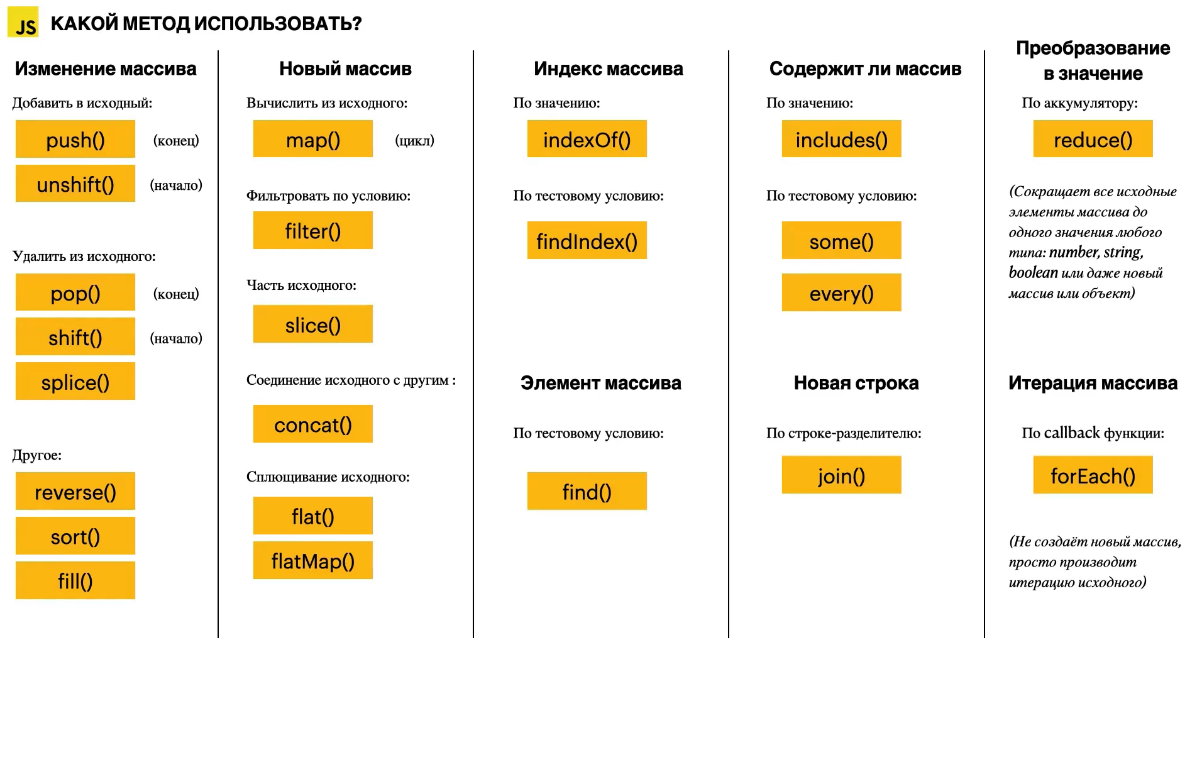 JS КАКОЙ МЕТОД ИСПОЛЬЗОВАТЬ?
Изменение массива
Добавить в исходный:
push() (конец)
unshift() (начало)
Удалить из исходного:
pop() (конец)
shift() (начало)
splice()
Другое:
reverse()
sort()
fill()
Новый массив
Вычислить из исходного:
map() (цикл)
Фильтровать по условию:
filter()
Часть исходного:
slice()
Соединение исходного с другим :
concat()
Сплющивание исходного:
flat()
flatMap()
Индекс массива
По значению:
indexOf()
По тестовому условию:
findIndex()
Элемент массива
По тестовому условию:
find()
Содержит ли массив
По значению:
includes()
По тестовому условию:
some()
every()
Новая строка
По строке-разделителю:
join()
Преобразование
в значение
По аккумулятору:
reduce()
(Сокращает все исходные
элементы массива до
одного значения любого
типа: number, string,
boolean или даже новый
массив или объект)
Итерация массива
По callback функции:
forEach()
(Не создаёт новый массив,
просто производит
итерацию исходного)